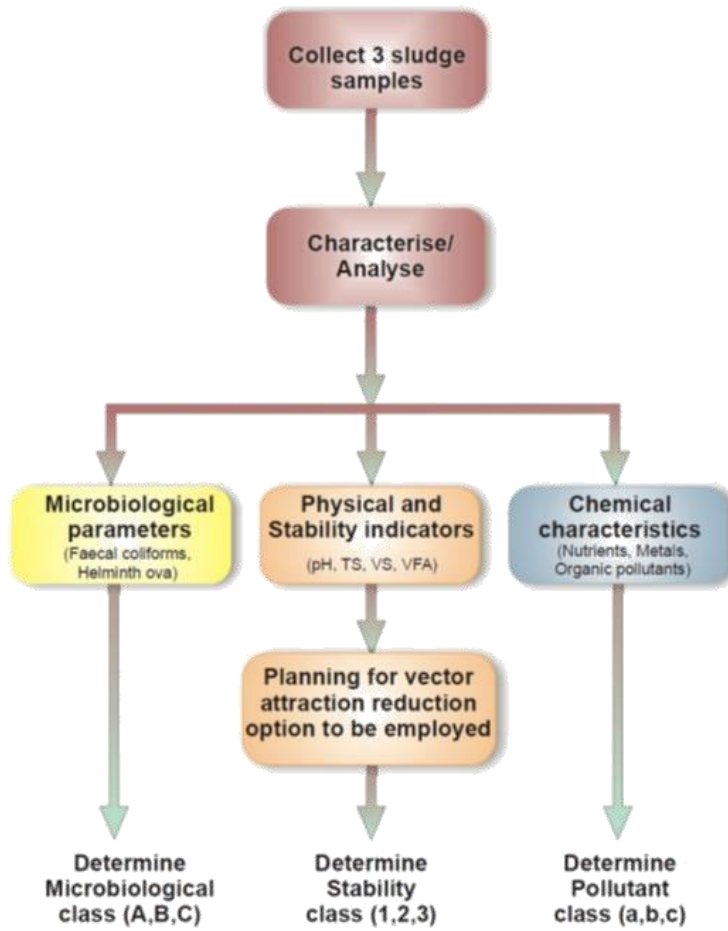 Collect 3 sludge
samples
Characterise/
Analyse
Microbiological
parameters
(Faecal coliforms,
Helminth ova)
Physical and
Stability indicators
(pH, TS, VS, VFA)
Chemical
characteristics
(Nutrients, Metals,
Organic pollutants)
Planning for vector
attraction reduction
option to be employed
Determine
Microbiological
class (A,B,C)
Determine
Stability
class (1,2,3)
Determine
Pollutant
class (a,b,c)